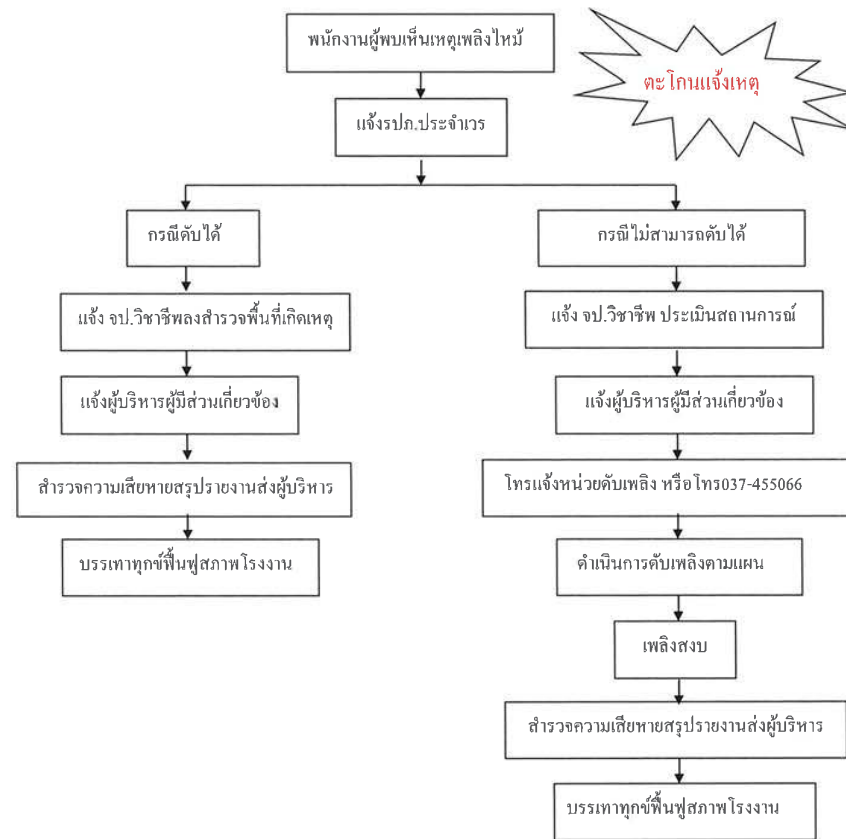 พนักงานผู้พบเห็นเหตุเพลิงไหม้
ตะโกนแจ้งเหตุ
แจ้งรปภ.ประจำเวร
กรณีดับได้
กรณีไม่สามารถดับได้
แจ้ง จป.วิชาชีพลงสำรวจพื้นที่เกิดเหตุ
แจ้ง จป.วิชาชีพ ประเมินสถานการณ์
แจ้งผู้บริหารผู้มีส่วนเกี่ยวข้อง
แจ้งผู้บริหารผู้มีส่วนเกี่ยวข้อง
สำรวจความเสียหายสรุปรายงานส่งผู้บริหาร
โทรแจ้งหน่วยดับเพลิง หรือโทร037-455066
บรรเทาทุกข์ฟื้นฟูสภาพโรงงาน
ดำเนินการดับเพลิงตามแผน
เพลิงสงบ
สำรวจความเสียหายสรุปรายงานส่งผู้บริหาร
บรรเทาทุกข์ฟื้นฟูสภาพโรงงาน